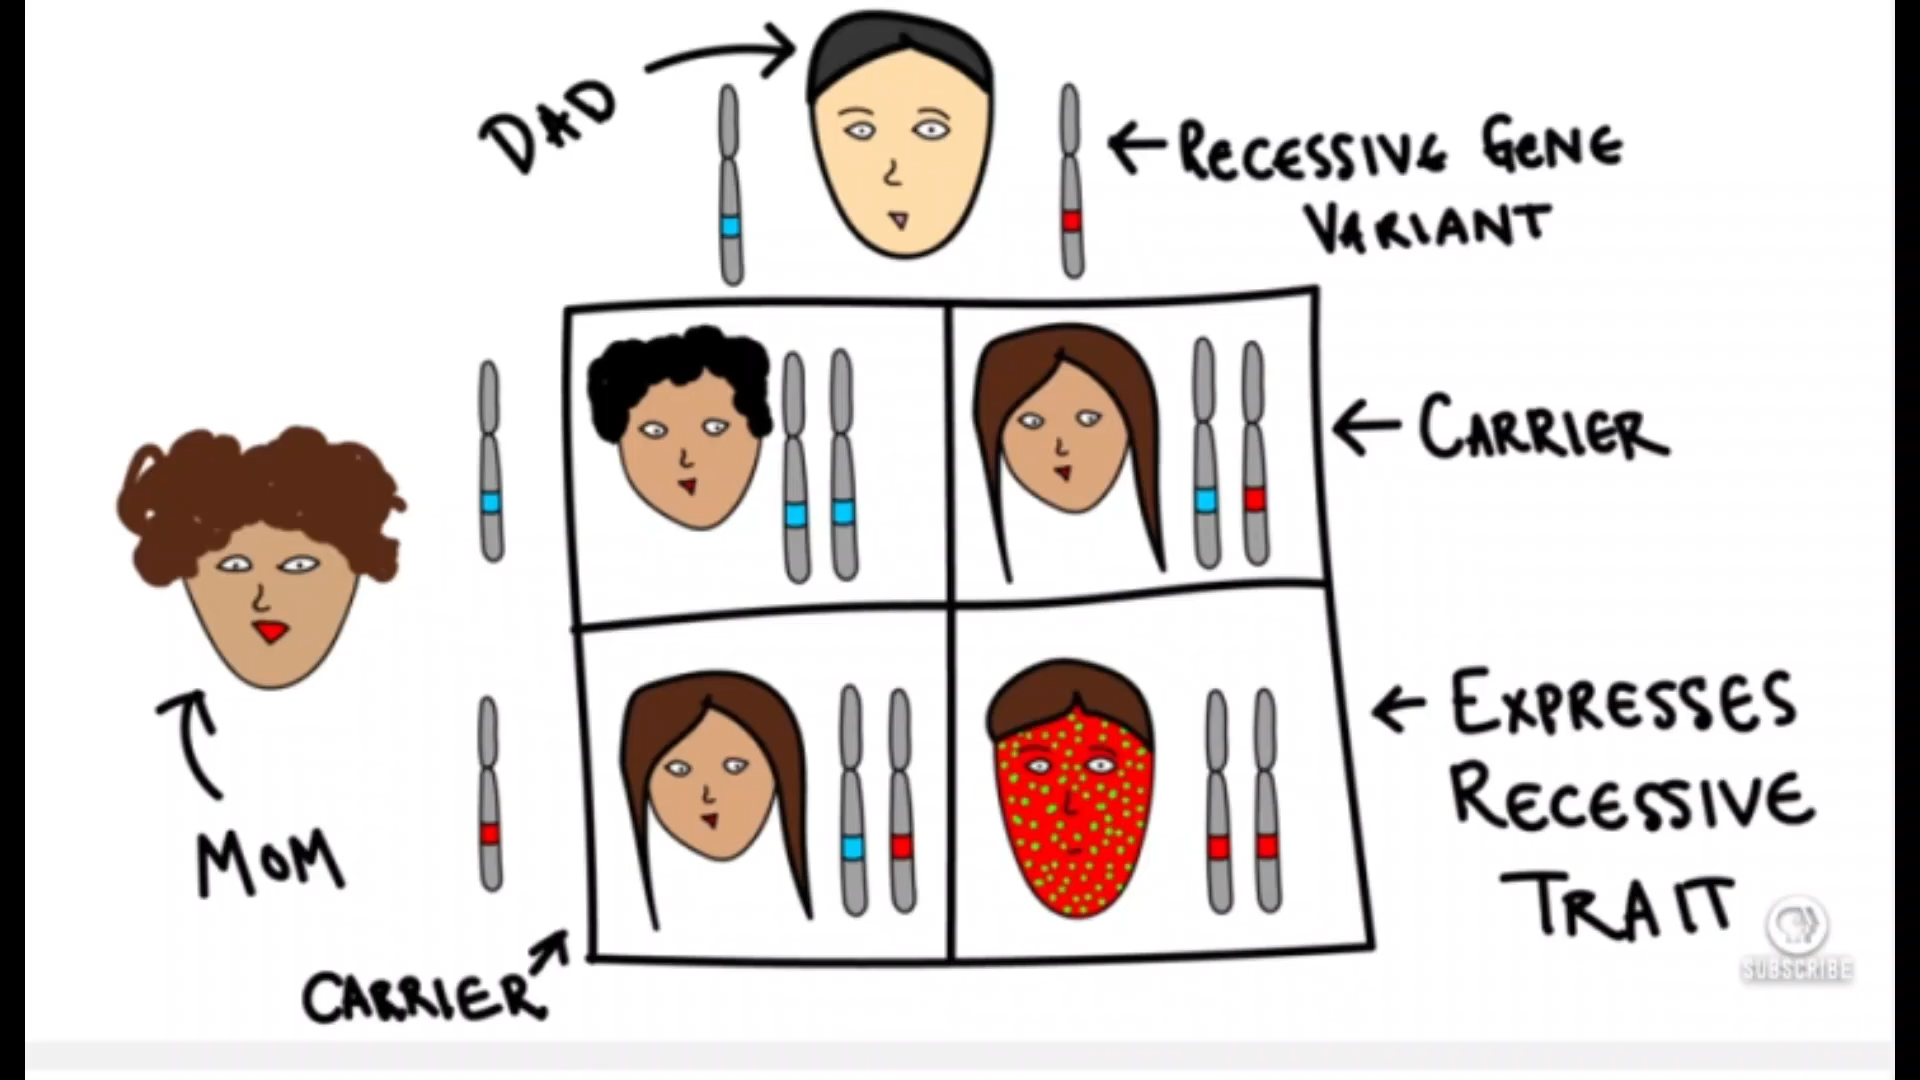 DAD
RECESSIVE GENE
VARIANT
CARRIER
MOM
EXPRESSES
RECESSIVE
TRAIT
CARRIER
SUBSCRIBE